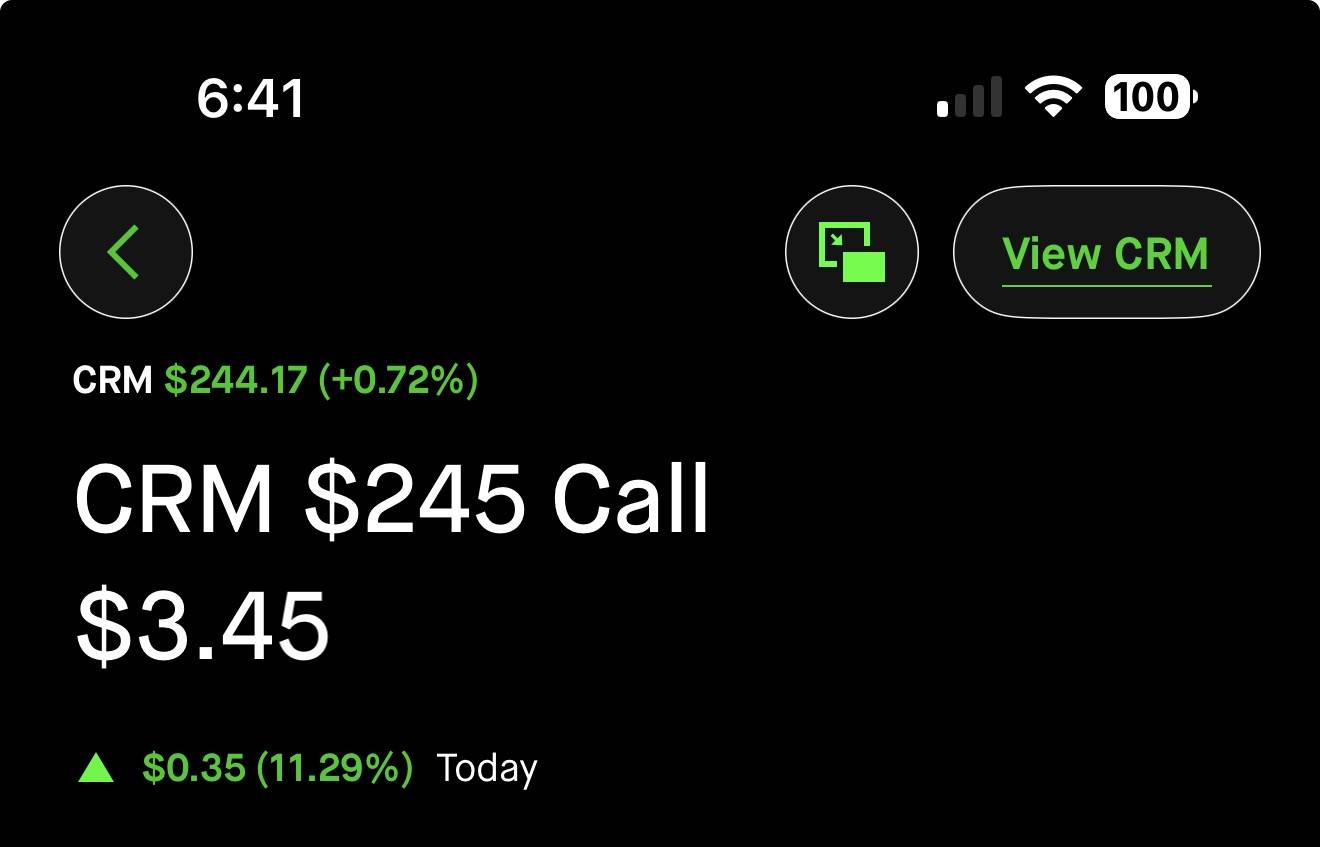 6:41 100
View CRM
CRM $244.17 (+0.72%)
CRM $245 Call
$3.45
▲ $0.35 (11.29%) Today